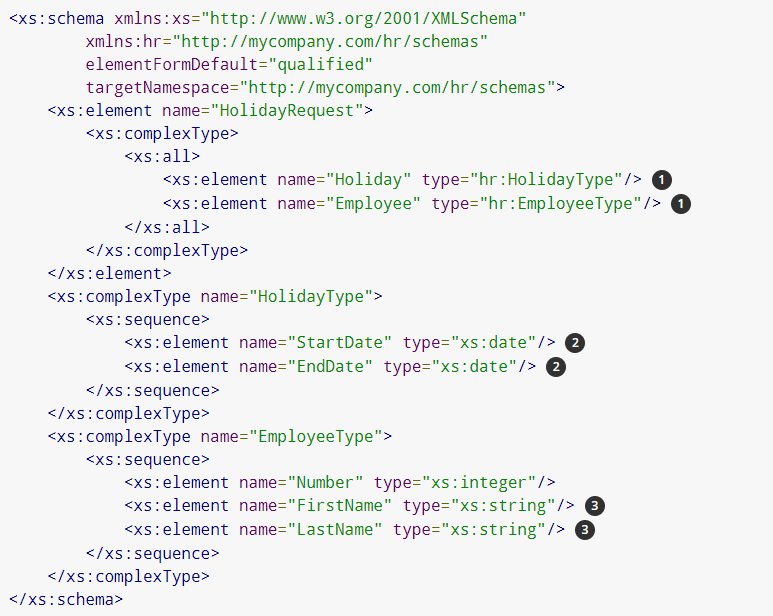 <xs:schema xmlns:xs="http://www.w3.org/2001/XMLSchema"
        xmlns:hr="http://mycompany.com/hr/schemas"
        elementFormDefault="qualified"
        targetNamespace="http://mycompany.com/hr/schemas">
    <xs:element name="HolidayRequest">
        <xs:complexType>
            <xs:all>
                <xs:element name="Holiday" type="hr:HolidayType"/> 1
                <xs:element name="Employee" type="hr:EmployeeType"/> 1
            </xs:all>
        </xs:complexType>
    </xs:element>
    <xs:complexType name="HolidayType">
        <xs:sequence>
            <xs:element name="StartDate" type="xs:date"/> 2
            <xs:element name="EndDate" type="xs:date"/> 2
        </xs:sequence>
    </xs:complexType>
    <xs:complexType name="EmployeeType">
        <xs:sequence>
            <xs:element name="Number" type="xs:integer"/>
            <xs:element name="FirstName" type="xs:string"/> 3
            <xs:element name="LastName" type="xs:string"/> 3
        </xs:sequence>
    </xs:complexType>
</xs:schema>